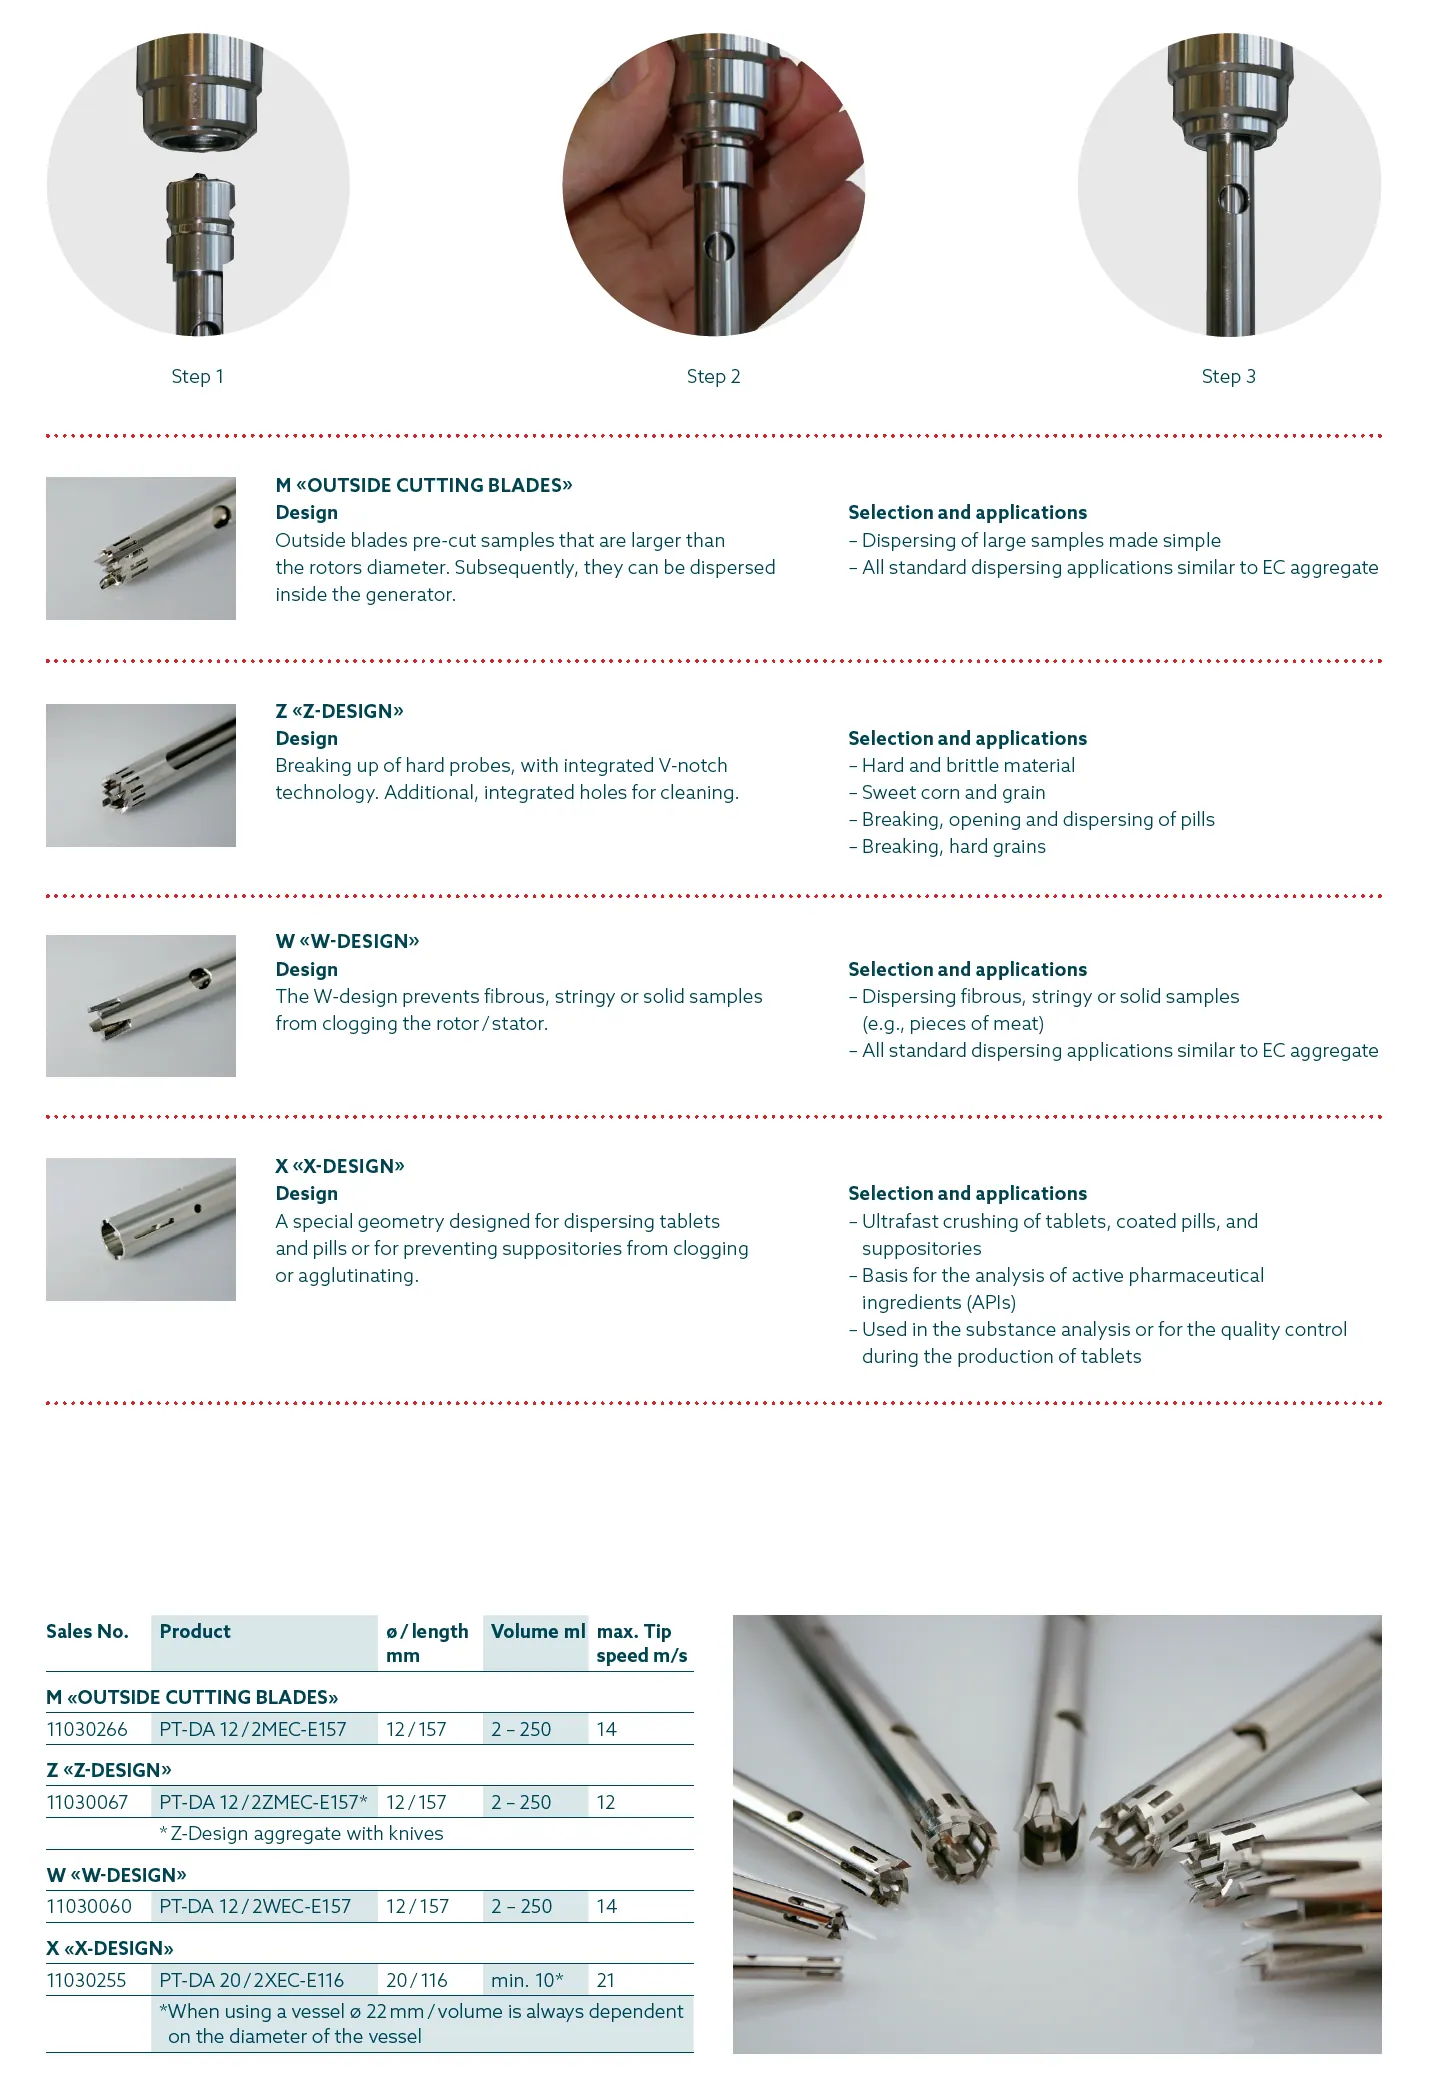 Step 1
Step 2
Step 3
M «OUTSIDE CUTTING BLADES»
Design
Outside blades pre-cut samples that are larger than
the rotors diameter. Subsequently, they can be dispersed
inside the generator.
Selection and applications
– Dispersing of large samples made simple
– All standard dispersing applications similar to EC aggregate
Z «Z-DESIGN»
Design
Breaking up of hard probes, with integrated V-notch
technology. Additional, integrated holes for cleaning.
Selection and applications
– Hard and brittle material
– Sweet corn and grain
– Breaking, opening and dispersing of pills
– Breaking, hard grains
W «W-DESIGN»
Design
The W-design prevents fibrous, stringy or solid samples
from clogging the rotor / stator.
Selection and applications
– Dispersing fibrous, stringy or solid samples
(e.g., pieces of meat)
– All standard dispersing applications similar to EC aggregate
X «X-DESIGN»
Design
A special geometry designed for dispersing tablets
and pills or for preventing suppositories from clogging
or agglutinating.
Selection and applications
– Ultrafast crushing of tablets, coated pills, and
suppositories
– Basis for the analysis of active pharmaceutical
ingredients (APIs)
– Used in the substance analysis or for the quality control
during the production of tablets
Sales No. Product ø / length Volume ml max. Tip
mm speed m/s
M «OUTSIDE CUTTING BLADES»
11030266 PT-DA 12 / 2MEC-E157 12 / 157 2 – 250 14
Z «Z-DESIGN»
11030067 PT-DA 12 / 2ZMEC-E157* 12 / 157 2 – 250 12
* Z-Design aggregate with knives
W «W-DESIGN»
11030060 PT-DA 12 / 2WEC-E157 12 / 157 2 – 250 14
X «X-DESIGN»
11030255 PT-DA 20 / 2XEC-E116 20 / 116 min. 10* 21
*When using a vessel ø 22 mm / volume is always dependent
on the diameter of the vessel